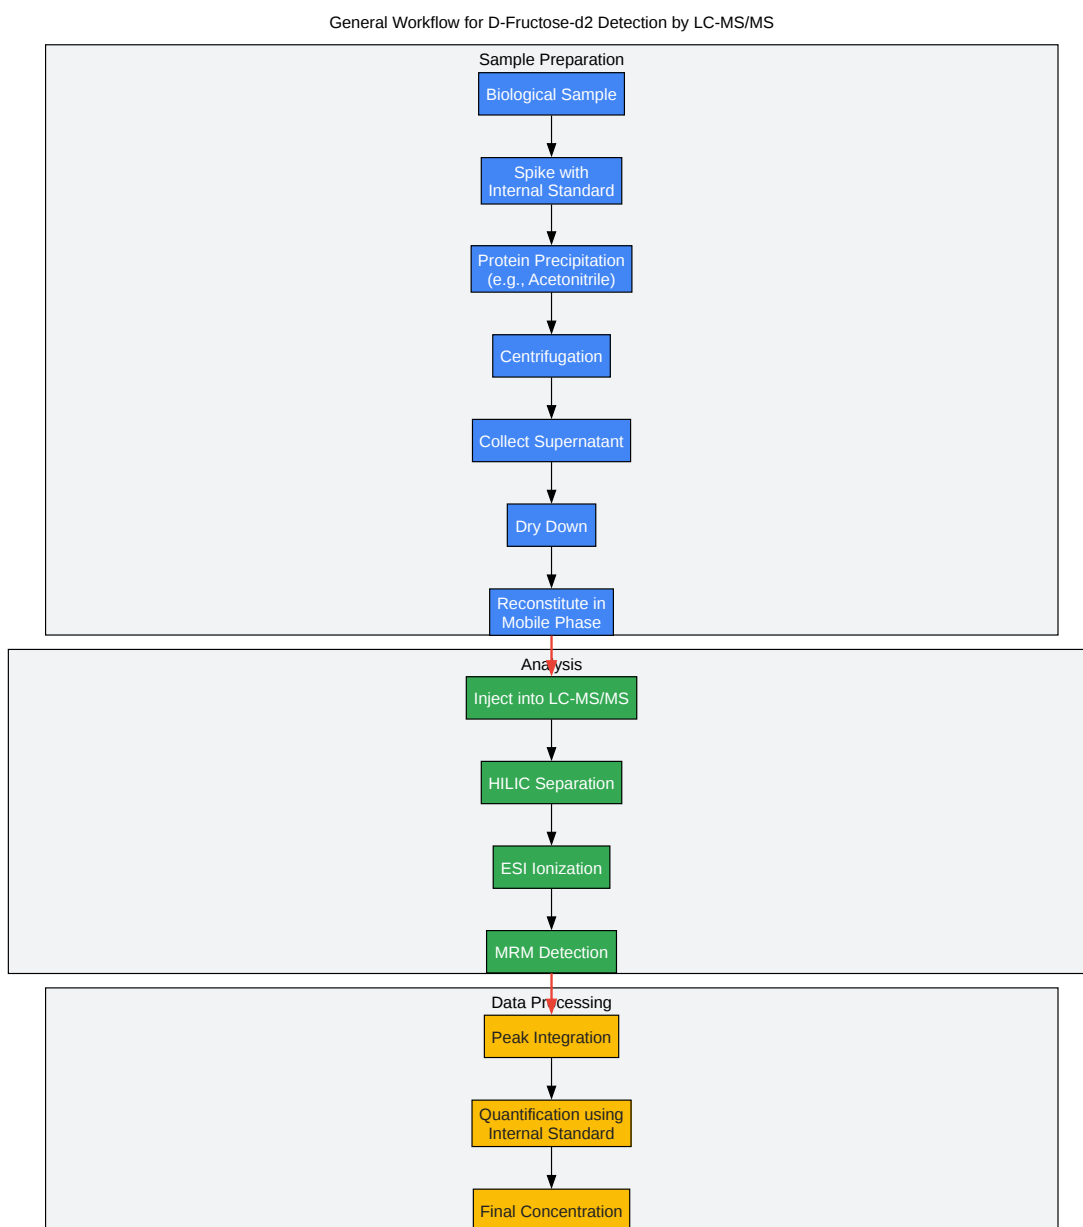 General Workflow for D-Fructose-d2 Detection by LC-MS/MS
Sample Preparation
Biological Sample
Spike with
Internal Standard
Protein Precipitation
(e.g., Acetonitrile)
Centrifugation
Collect Supernatant
Dry Down
Reconstitute in
Mobile Phase
Analysis
Inject into LC-MS/MS
HILIC Separation
ESI Ionization
MRM Detection
Data Processing
Peak Integration
Quantification using
Internal Standard
Final Concentration